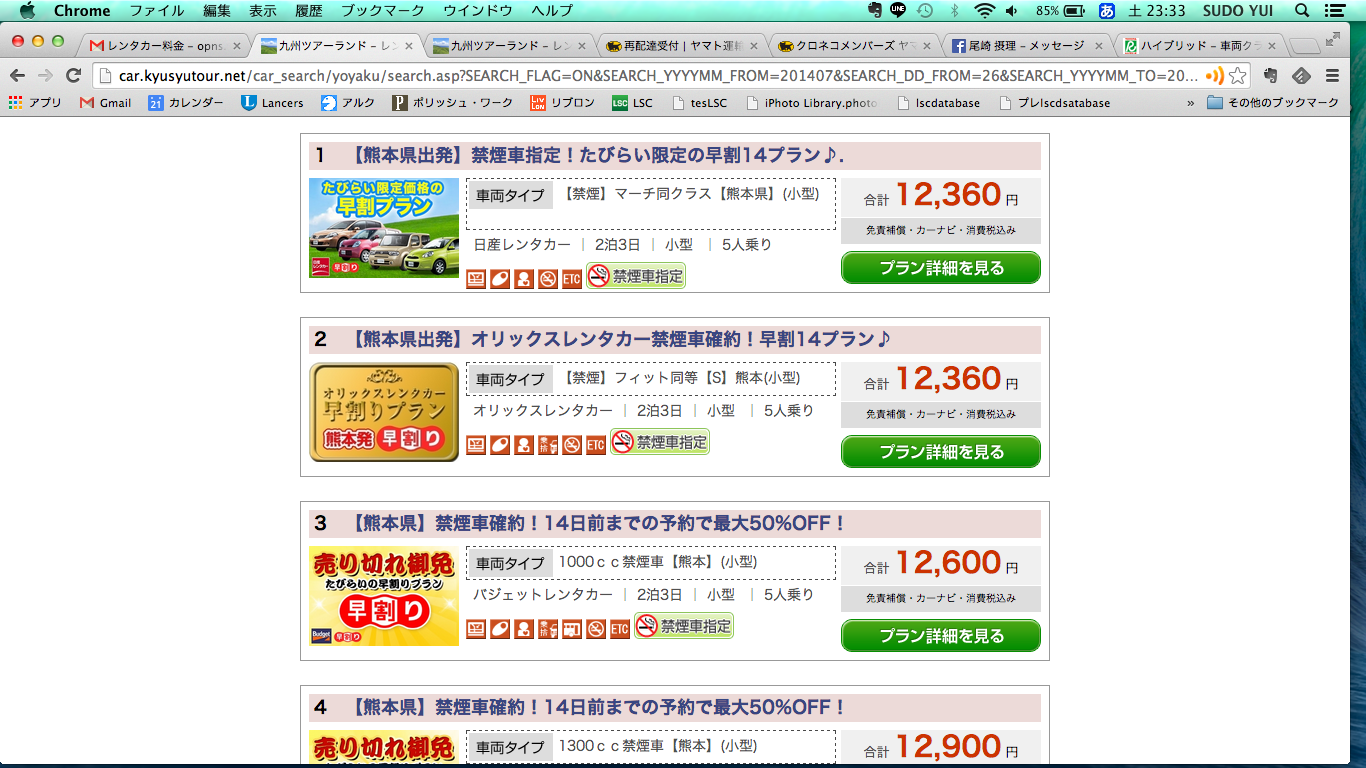 Chrome ファイル 編集 表示 履歴 ブックマーク ウインドウ ヘルプ 85% あ 土 23:33 SUDO YUI
レンタカー料金 – opns 九州ツアーランド – レン 九州ツアーランド – レン 再配達受付 | ヤマト運 クロネコメンバーズ ヤマ 尾崎 摂理 – メッセージ ハイブリッド – 車両クラ
car.kyusyutour.net/car_search/yoyaku/search.asp?SEARCH_FLAG=ON&SEARCH_YYYYMM_FROM=201407&SEARCH_DD_FROM=26&SEARCH_YYYYMM_TO=20...
アプリ Gmail 21 カレンダー Lancers アルク P ポリッシュ・ワーク LIV LON リブロン LSC LSC tesLSC iPhoto Library.photo lscdatabase プレlscdsatabase » その他のブックマーク
1 【熊本県出発】禁煙車指定！たびらい限定の早割14プラン♪.
たびらい限定価格の
早割プラン
早割り
車両タイプ 【禁煙】マーチ同クラス【熊本県】(小型)
日産レンタカー | 2泊3日 | 小型 | 5人乗り
ETC 禁煙車指定
合計 12,360 円
免責補償・カーナビ・消費税込み
プラン詳細を見る
2 【熊本県出発】オリックスレンタカー禁煙車確約！早割14プラン♪
オリックスレンタカー
早割りプラン
熊本発 早割り
車両タイプ 【禁煙】フィット同等【S】熊本(小型)
オリックスレンタカー | 2泊3日 | 小型 | 5人乗り
ETC 禁煙車指定
合計 12,360 円
免責補償・カーナビ・消費税込み
プラン詳細を見る
3 【熊本県】禁煙車確約！14日前までの予約で最大50%OFF！
売り切れ御免
たびらいの早割りプラン
早割り
Budget 早割り
車両タイプ 1000ｃｃ禁煙車【熊本】(小型)
バジェットレンタカー | 2泊3日 | 小型 | 5人乗り
ETC 禁煙車指定
合計 12,600 円
免責補償・カーナビ・消費税込み
プラン詳細を見る
4 【熊本県】禁煙車確約！14日前までの予約で最大50%OFF！
売り切れ御免
車両タイプ 1300ｃｃ禁煙車【熊本】(小型)
合計 12,900 円